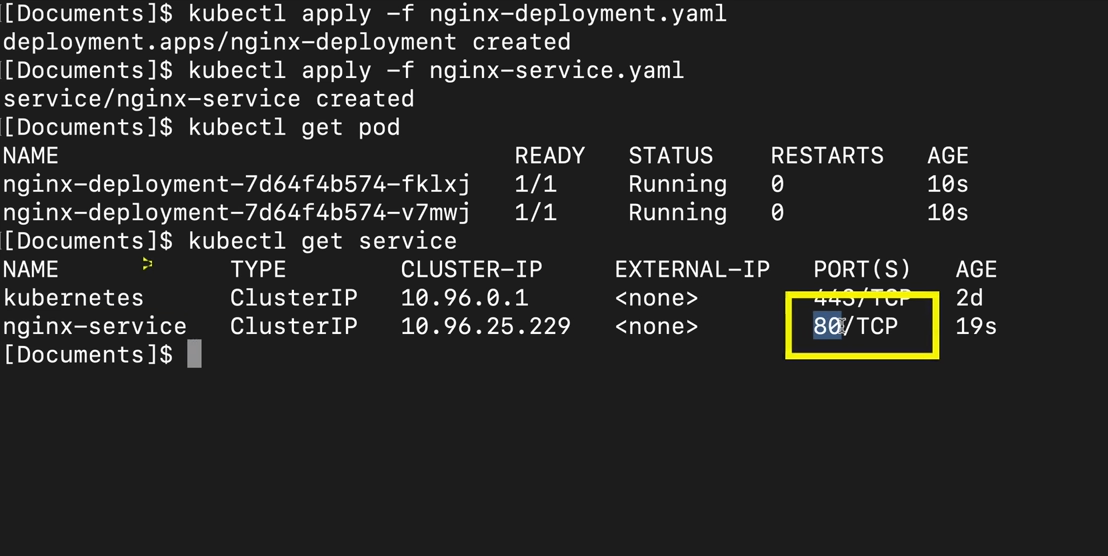 [Documents]$ kubectl apply -f nginx-deployment.yaml
deployment.apps/nginx-deployment created
[Documents]$ kubectl apply -f nginx-service.yaml
service/nginx-service created
[Documents]$ kubectl get pod
NAME READY STATUS RESTARTS AGE
nginx-deployment-7d64f4b574-fklxj 1/1 Running 0 10s
nginx-deployment-7d64f4b574-v7mwj 1/1 Running 0 10s
[Documents]$ kubectl get service
NAME TYPE CLUSTER-IP EXTERNAL-IP PORT(S) AGE
kubernetes ClusterIP 10.96.0.1 <none> 443/TCP 2d
nginx-service ClusterIP 10.96.25.229 <none> 80/TCP 19s
[Documents]$